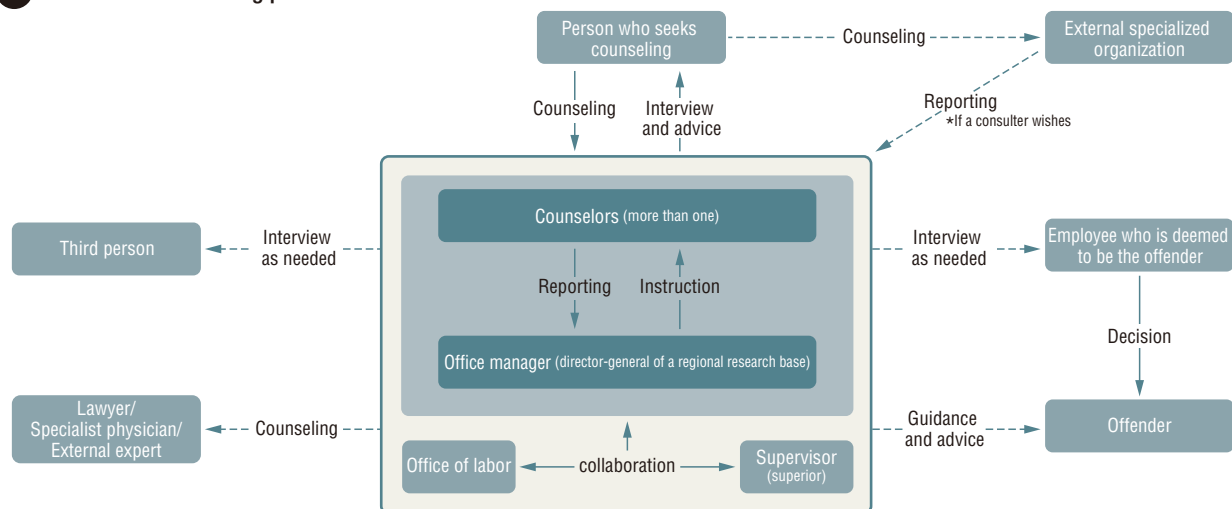 Person who seeks
counseling
Counseling
External specialized
organization
Counseling
Interview
and advice
Reporting
*If a consulter wishes
Counselors (more than one)
Third person
Interview
as needed
Interview
as needed
Employee who is deemed
to be the offender
Reporting
Instruction
Decision
Office manager (director-general of a regional research base)
Lawyer/
Specialist physician/
External expert
Counseling
Guidance
and advice
Offender
Office of labor
collaboration
Supervisor
(superior)